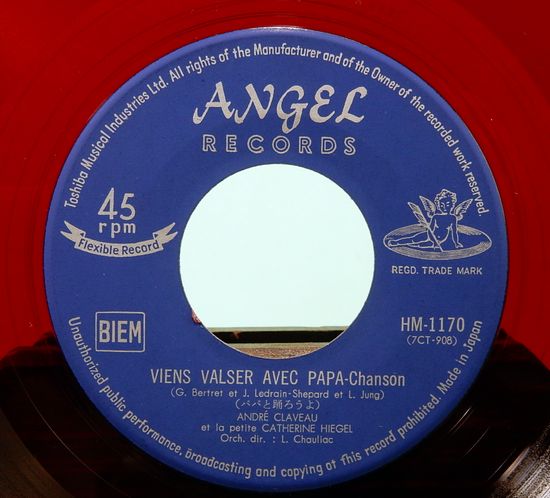 Toshiba Musical Industries Ltd. All rights of the Manufacturer and of the Owner of the recorded work reserved.
ANGEL
RECORDS
45
rpm
Flexible Record
REGD. TRADE MARK
BIEM
HM-1170
(7CT-908)
VIENS VALSER AVEC PAPA-Chanson
(G. Bertret et J. Ledrain-Shepard et L. Jung)
(パパと踊ろうよ)
ANDRÉ CLAVEAU
et la petite CATHERINE HIEGEL
Orch. dir. : L. Chauliac
Unauthorized public performance, broadcasting and copying of this record prohibited. Made in Japan